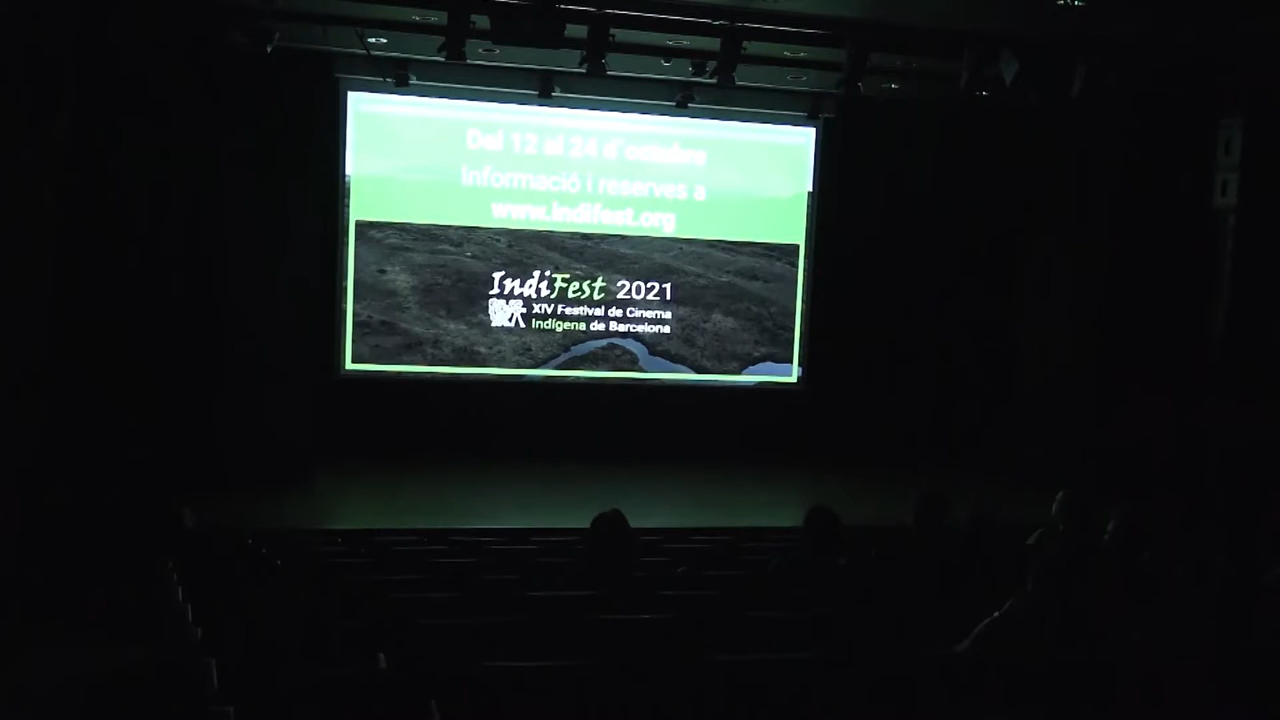 Del 12 al 24 d'octubre
Informació i reserves a
www.indifest.org
IndiFest 2021
XIV Festival de Cinema
Indígena de Barcelona